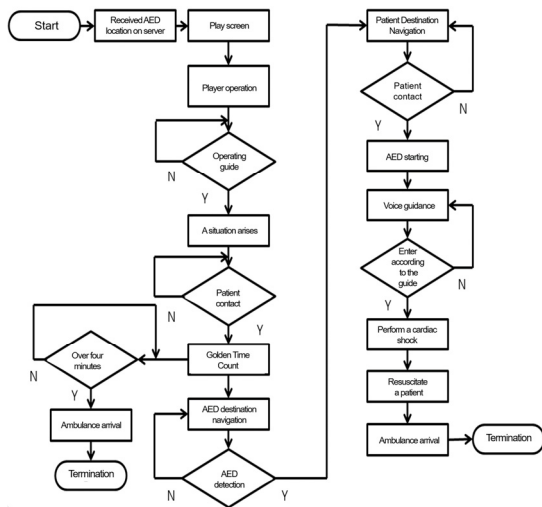 Start
Received AED
location on server
Play screen
Player operation
Operating
guide
N
Y
A situation arises
Patient
contact
N
Y
Golden Time
Count
Over four
minutes
N
Y
Ambulance arrival
Termination
AED destination
navigation
AED
detection
N
Y
Patient Destination
Navigation
Patient
contact
N
Y
AED starting
Voice guidance
Enter
according
to the
guide
N
Y
Perform a cardiac
shock
Resuscitate
a patient
Ambulance arrival
Termination